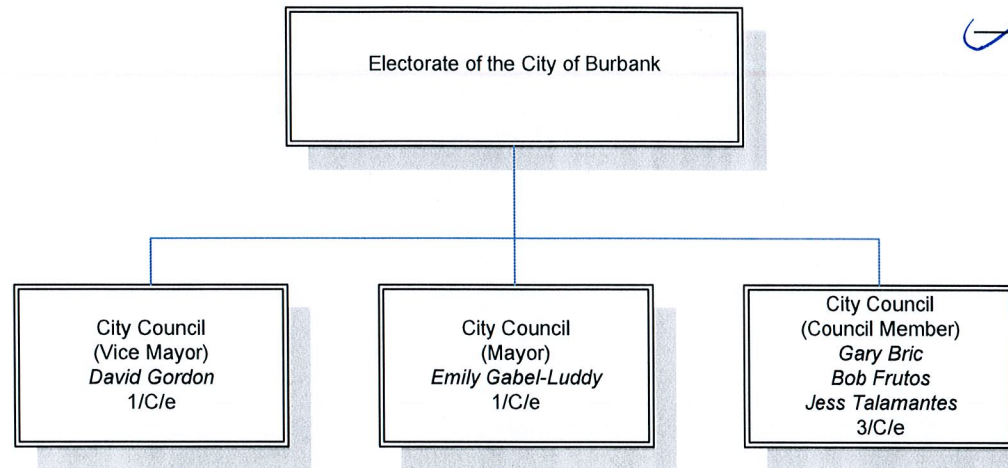 Electorate of the City of Burbank
City Council
(Vice Mayor)
David Gordon
1/C/e
City Council
(Mayor)
Emily Gabel-Luddy
1/C/e
City Council
(Council Member)
Gary Bric
Bob Frutos
Jess Talamantes
3/C/e